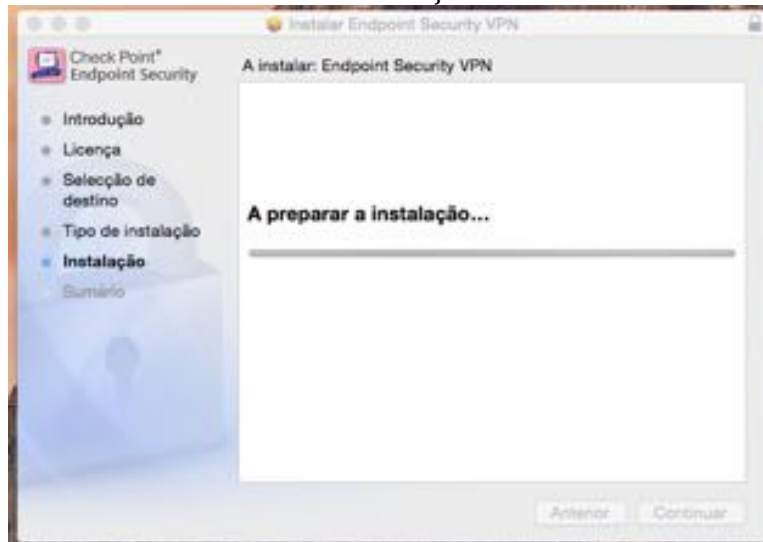 Instalar Endpoint Security VPN
Check Point®
Endpoint Security
A instalar: Endpoint Security VPN
Introdução
Licença
Selecção de
destino
Tipo de instalação
Instalação
Sumário
A preparar a instalação...
Anterior
Continuar